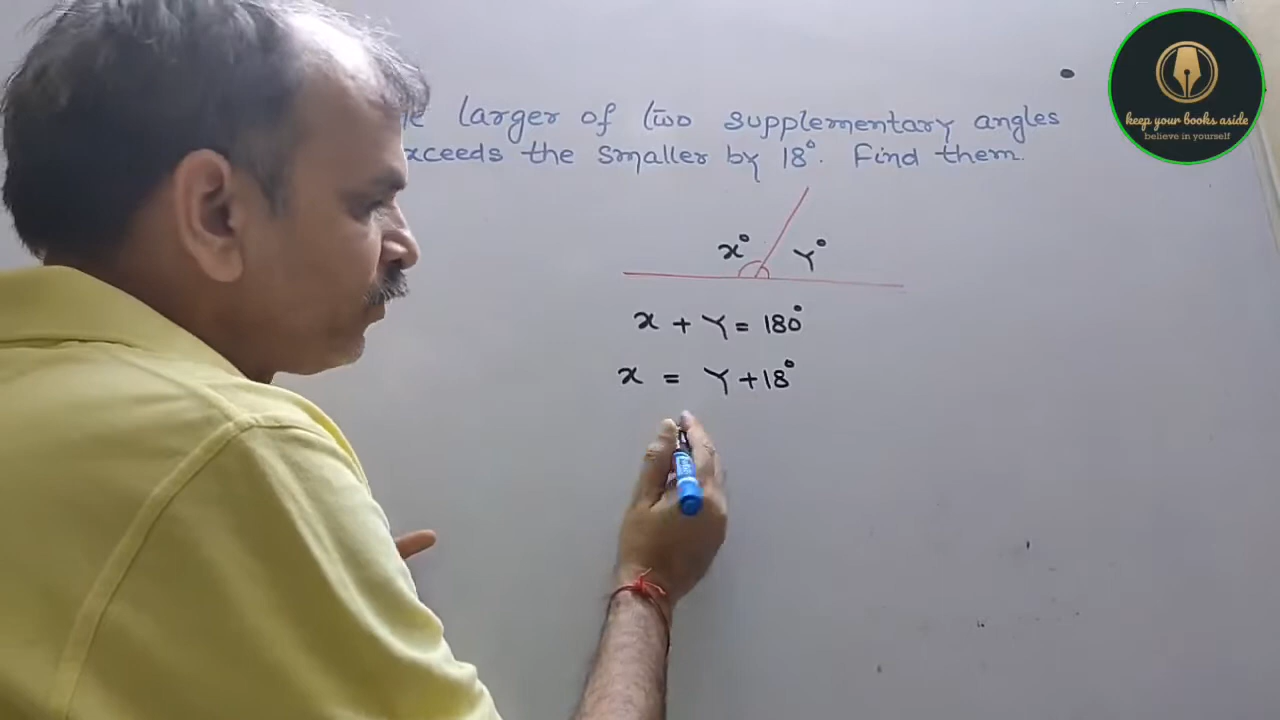 larger of two supplementary angles
xceeds the smaller by 18°. Find them.
x° Y°
x + Y = 180°
x = Y + 18°
keep your books aside
believe in yourself